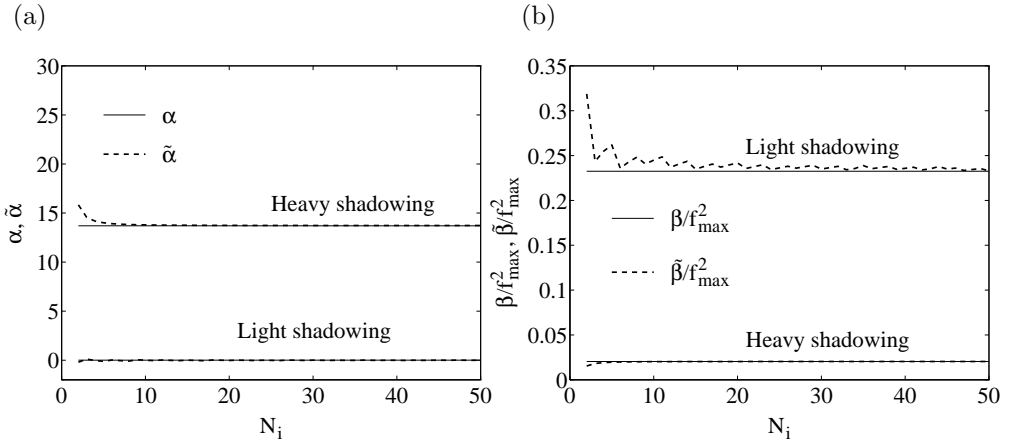 (a)
30
25
20
15
10
5
0
α, α̃
α
α̃
Heavy shadowing
Light shadowing
0 10 20 30 40 50
N_i
(b)
0.35
0.3
0.25
0.2
0.15
0.1
0.05
0
β/f²_max, β̃/f²_max
Light shadowing
β/f²_max
β̃/f²_max
Heavy shadowing
0 10 20 30 40 50
N_i